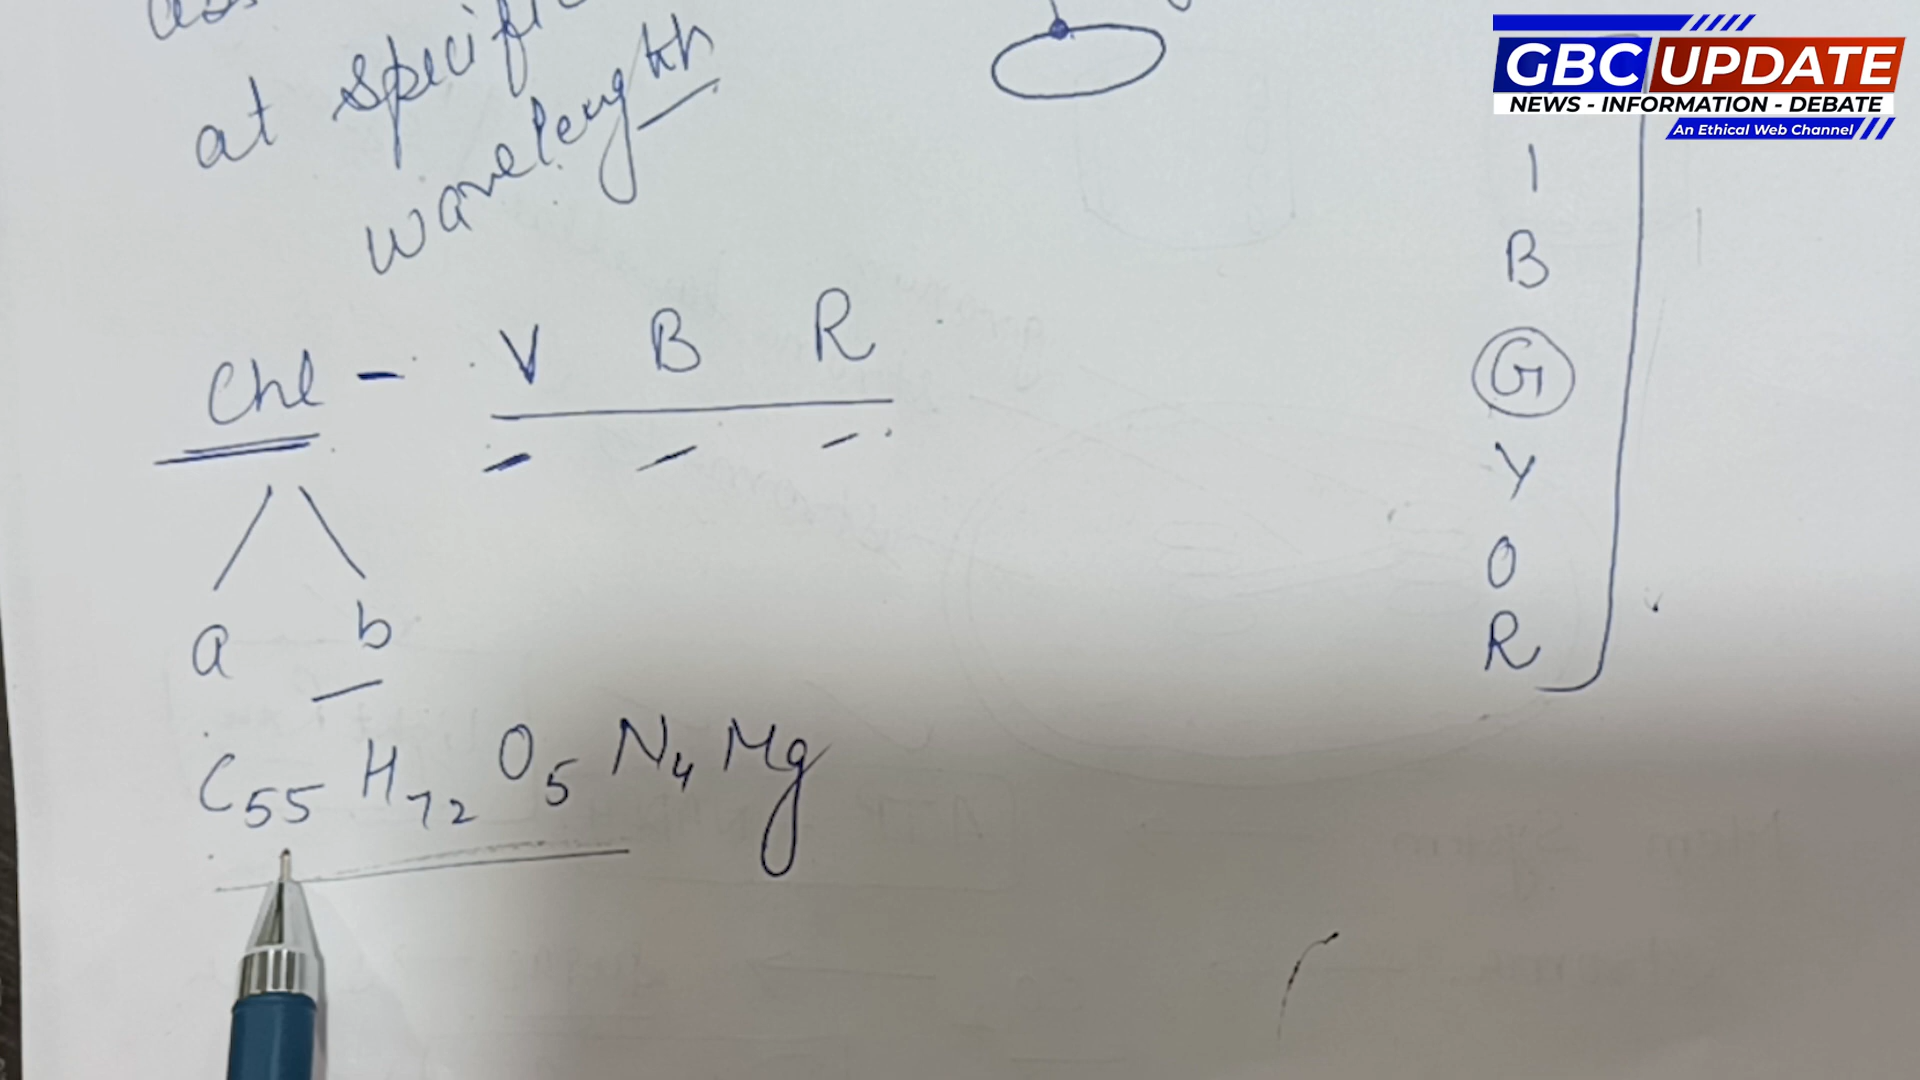 at specific
wavelength
Chl - V B R
a b
C55 H72 O5 N4 Mg
I
B
G
Y
O
R
GBC UPDATE
NEWS - INFORMATION - DEBATE
An Ethical Web Channel